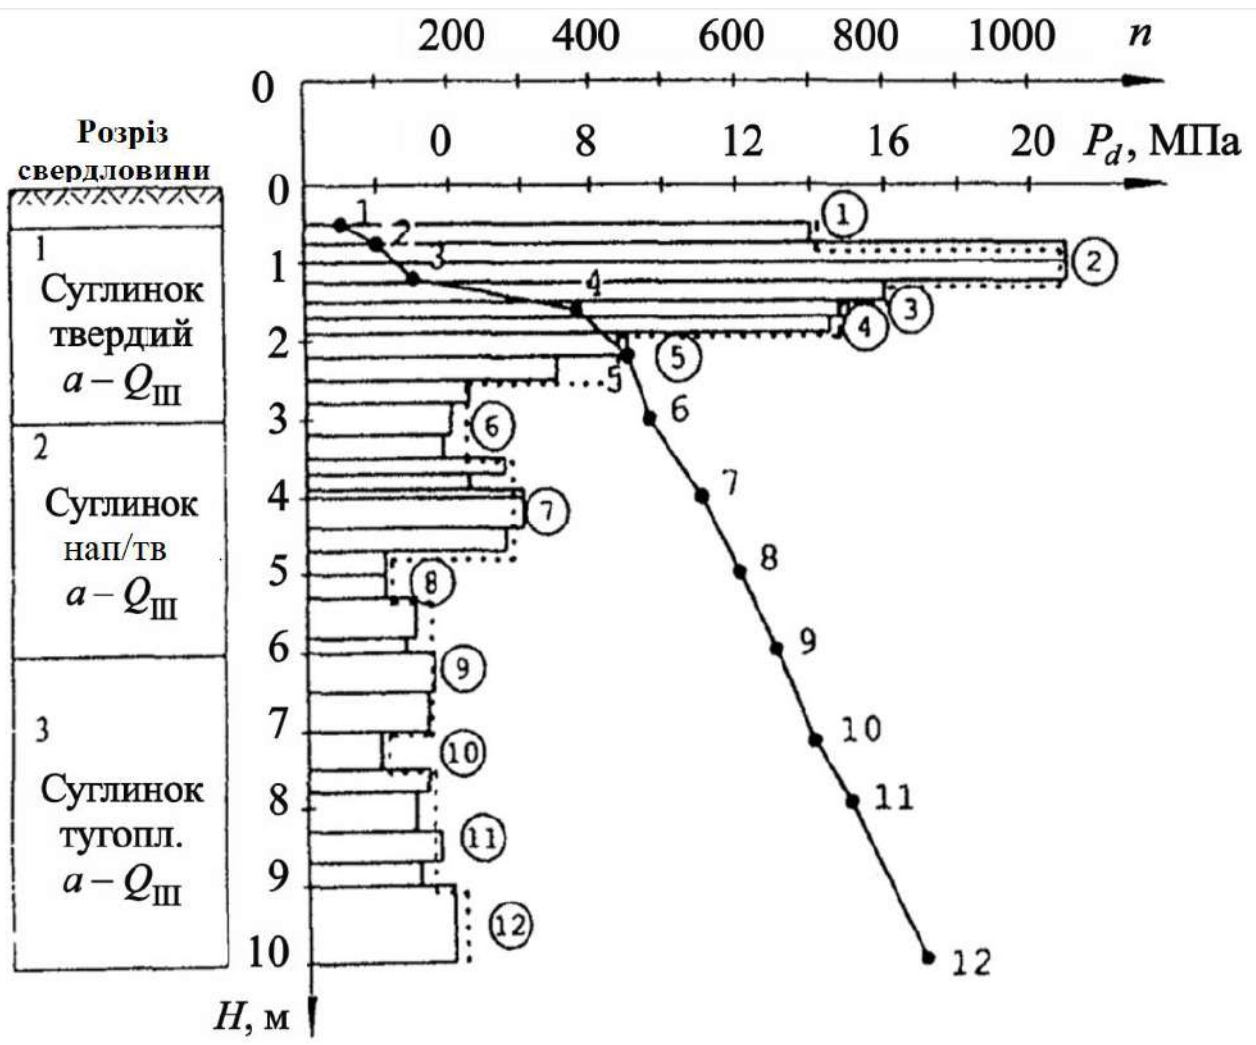 200 400 600 800 1000 n
0
Розріз
свердловини
0 8 12 16 20 P_d, МПа
0
1
Суглинок
твердий
a – Q_III
2
Суглинок
нап/тв
a – Q_III
3
Суглинок
тугопл.
a – Q_III
1
2
3
4
5
6
7
8
9
10
H, м
1
2
3
4
5
6
7
8
9
10
11
12
①
②
③
④
⑤
⑥
⑦
⑧
⑨
⑩
⑪
⑫